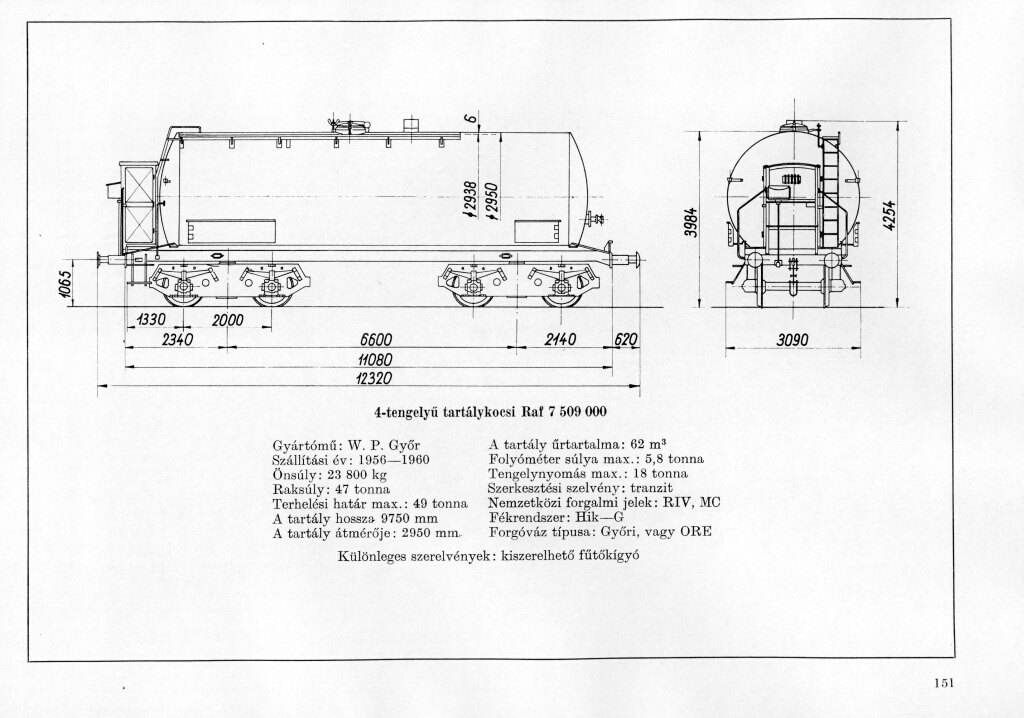 6
2938
2950
3984
4254
1065
1330 2000
2340 6600 2140 620
3090
11080
12320
4-tengelyű tartálykocsi Raf 7 509 000
Gyártómű: W. P. Győr
Szállítási év: 1956—1960
Önsúly: 23 800 kg
Raksúly: 47 tonna
Terhelési határ max.: 49 tonna
A tartály hossza 9750 mm
A tartály átmérője: 2950 mm.
A tartály űrtartalma: 62 m³
Folyóméter súlya max.: 5,8 tonna
Tengelynyomás max.: 18 tonna
Szerkesztési szelvény: tranzit
Nemzetközi forgalmi jelek: RIV, MC
Fékrendszer: Hik—G
Forgóváz típusa: Győri, vagy ORE
Különleges szerelvények: kiszerelhető fűtőkígyó
151